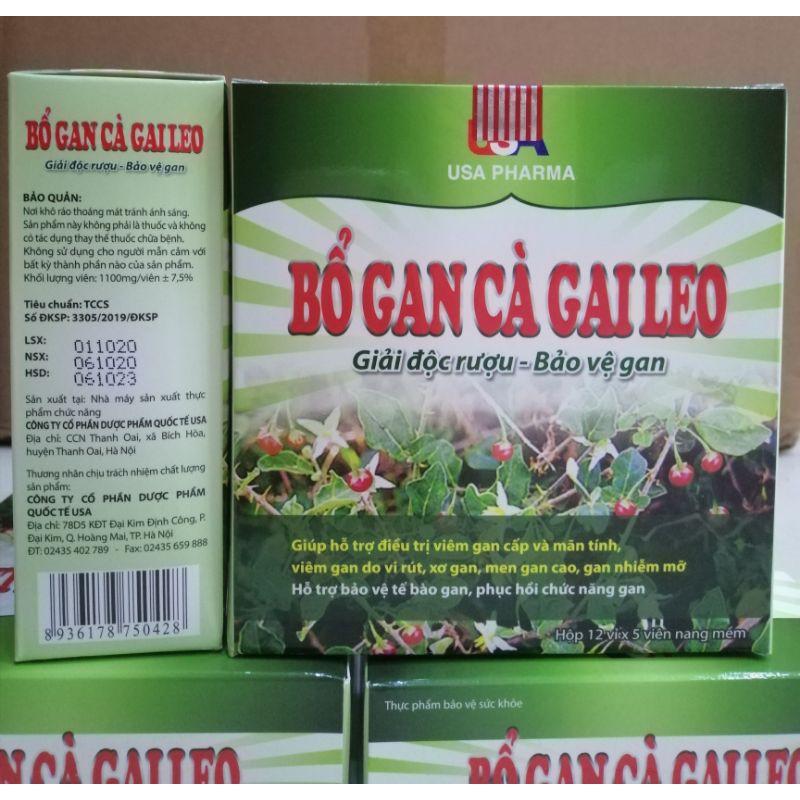 BỔ GAN CÀ GAI LEO
Giải độc rượu - Bảo vệ gan
BẢO QUẢN:
Nơi khô ráo thoáng mát tránh ánh sáng.
Sản phẩm này không phải là thuốc và không
có tác dụng thay thế thuốc chữa bệnh.
Không sử dụng cho người mẫn cảm với
bất kỳ thành phần nào của sản phẩm.
Khối lượng viên: 1100mg/viên ± 7,5%
Tiêu chuẩn: TCCS
Số ĐKSP: 3305/2019/ĐKSP
LSX: 011020
NSX: 061020
HSD: 061023
Sản xuất tại: Nhà máy sản xuất thực
phẩm chức năng
CÔNG TY CỔ PHẦN DƯỢC PHẨM QUỐC TẾ USA
Địa chỉ: CCN Thanh Oai, xã Bích Hòa,
huyện Thanh Oai, Hà Nội
Thương nhân chịu trách nhiệm chất lượng
sản phẩm:
CÔNG TY CỔ PHẦN DƯỢC PHẨM
QUỐC TẾ USA
Địa chỉ: 78D5 KĐT Đại Kim Định Công, P.
Đại Kim, Q. Hoàng Mai, TP. Hà Nội
ĐT: 02435 402 789 - Fax: 02435 659 888
8 936178 750428
USA
USA PHARMA
BỔ GAN CÀ GAI LEO
Giải độc rượu - Bảo vệ gan
Giúp hỗ trợ điều trị viêm gan cấp và mãn tính,
viêm gan do vi rút, xơ gan, men gan cao, gan nhiễm mỡ
Hỗ trợ bảo vệ tế bào gan, phục hồi chức năng gan
Hộp 12 vỉ x 5 viên nang mềm
Thực phẩm bảo vệ sức khỏe
N CÀ GAI LEO
BỔ GAN CÀ GAI LEO